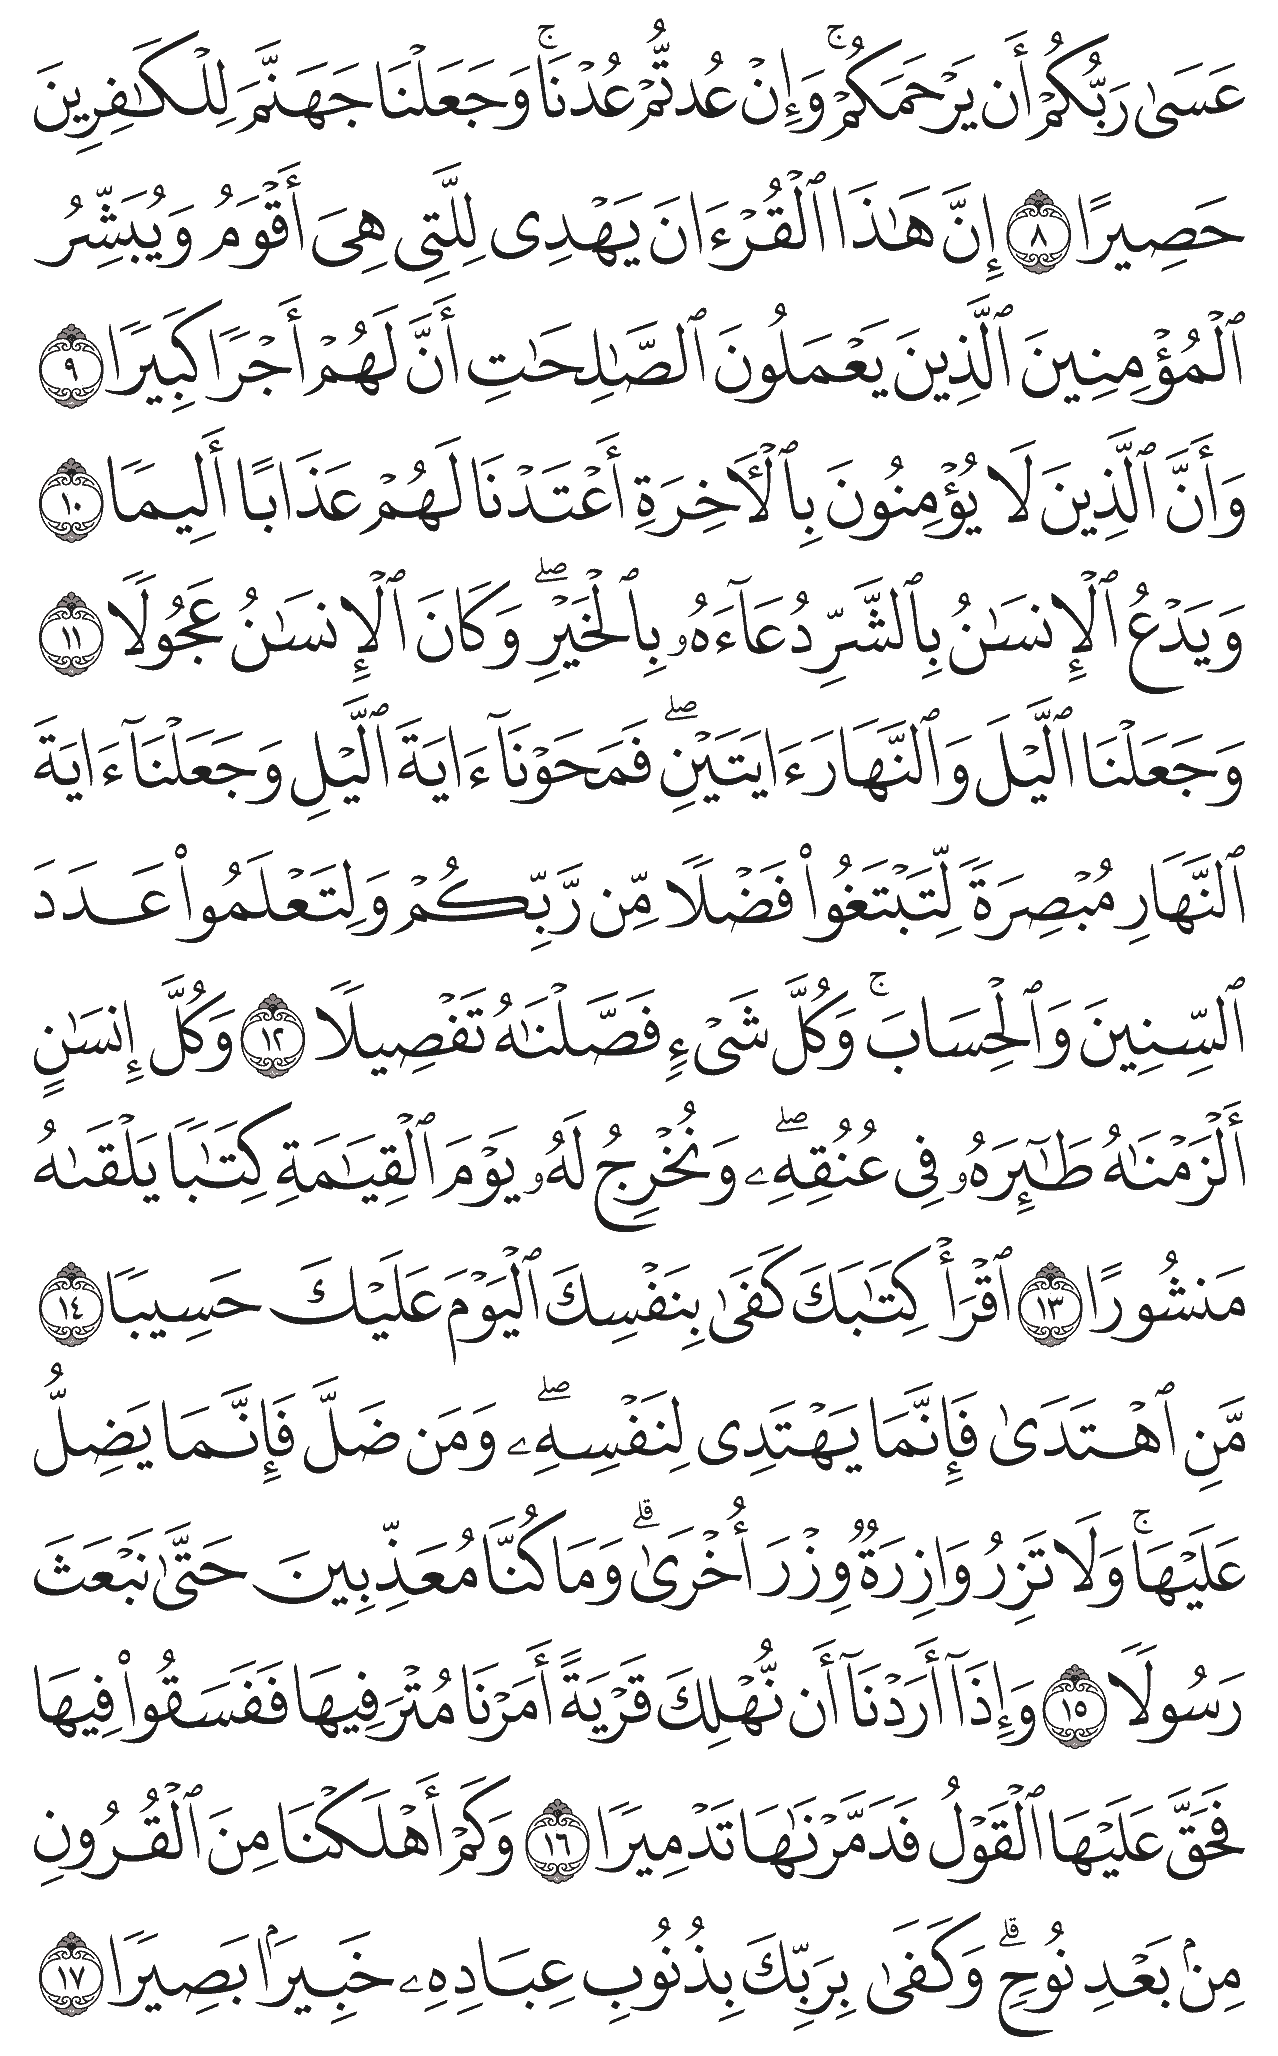 عَسَىٰ رَبُّكُمْ أَن يَرْحَمَكُمْ ۚ وَإِنْ عُدتُّمْ عُدْنَا ۘ وَجَعَلْنَا جَهَنَّمَ لِلْكَـٰفِرِينَ
حَصِيرًا ٨ إِنَّ هَـٰذَا ٱلْقُرْءَانَ يَهْدِى لِلَّتِى هِىَ أَقْوَمُ وَيُبَشِّرُ
ٱلْمُؤْمِنِينَ ٱلَّذِينَ يَعْمَلُونَ ٱلصَّـٰلِحَـٰتِ أَنَّ لَهُمْ أَجْرًا كَبِيرًا ٩
وَأَنَّ ٱلَّذِينَ لَا يُؤْمِنُونَ بِٱلْـَٔاخِرَةِ أَعْتَدْنَا لَهُمْ عَذَابًا أَلِيمًا ١٠
وَيَدْعُ ٱلْإِنسَـٰنُ بِٱلشَّرِّ دُعَآءَهُۥ بِٱلْخَيْرِ ۖ وَكَانَ ٱلْإِنسَـٰنُ عَجُولًا ١١
وَجَعَلْنَا ٱلَّيْلَ وَٱلنَّهَارَ ءَايَتَيْنِ ۖ فَمَحَوْنَآ ءَايَةَ ٱلَّيْلِ وَجَعَلْنَآ ءَايَةَ
ٱلنَّهَارِ مُبْصِرَةً لِّتَبْتَغُوا۟ فَضْلًا مِّن رَّبِّكُمْ وَلِتَعْلَمُوا۟ عَدَدَ
ٱلسِّنِينَ وَٱلْحِسَابَ ۚ وَكُلَّ شَىْءٍ فَصَّلْنَـٰهُ تَفْصِيلًا ١٢ وَكُلَّ إِنسَـٰنٍ
أَلْزَمْنَـٰهُ طَـٰٓئِرَهُۥ فِى عُنُقِهِۦ ۖ وَنُخْرِجُ لَهُۥ يَوْمَ ٱلْقِيَـٰمَةِ كِتَـٰبًا يَلْقَىٰهُ
مَنشُورًا ١٣ ٱقْرَأْ كِتَـٰبَكَ كَفَىٰ بِنَفْسِكَ ٱلْيَوْمَ عَلَيْكَ حَسِيبًا ١٤
مَّنِ ٱهْتَدَىٰ فَإِنَّمَا يَهْتَدِى لِنَفْسِهِۦ ۖ وَمَن ضَلَّ فَإِنَّمَا يَضِلُّ
عَلَيْهَا ۚ وَلَا تَزِرُ وَازِرَةٌ وِزْرَ أُخْرَىٰ ۗ وَمَا كُنَّا مُعَذِّبِينَ حَتَّىٰ نَبْعَثَ
رَسُولًا ١٥ وَإِذَآ أَرَدْنَآ أَن نُّهْلِكَ قَرْيَةً أَمَرْنَا مُتْرَفِيهَا فَفَسَقُوا۟ فِيهَا
فَحَقَّ عَلَيْهَا ٱلْقَوْلُ فَدَمَّرْنَـٰهَا تَدْمِيرًا ١٦ وَكَمْ أَهْلَكْنَا مِنَ ٱلْقُرُونِ
مِنۢ بَعْدِ نُوحٍ ۗ وَكَفَىٰ بِرَبِّكَ بِذُنُوبِ عِبَادِهِۦ خَبِيرًۢا بَصِيرًا ١٧